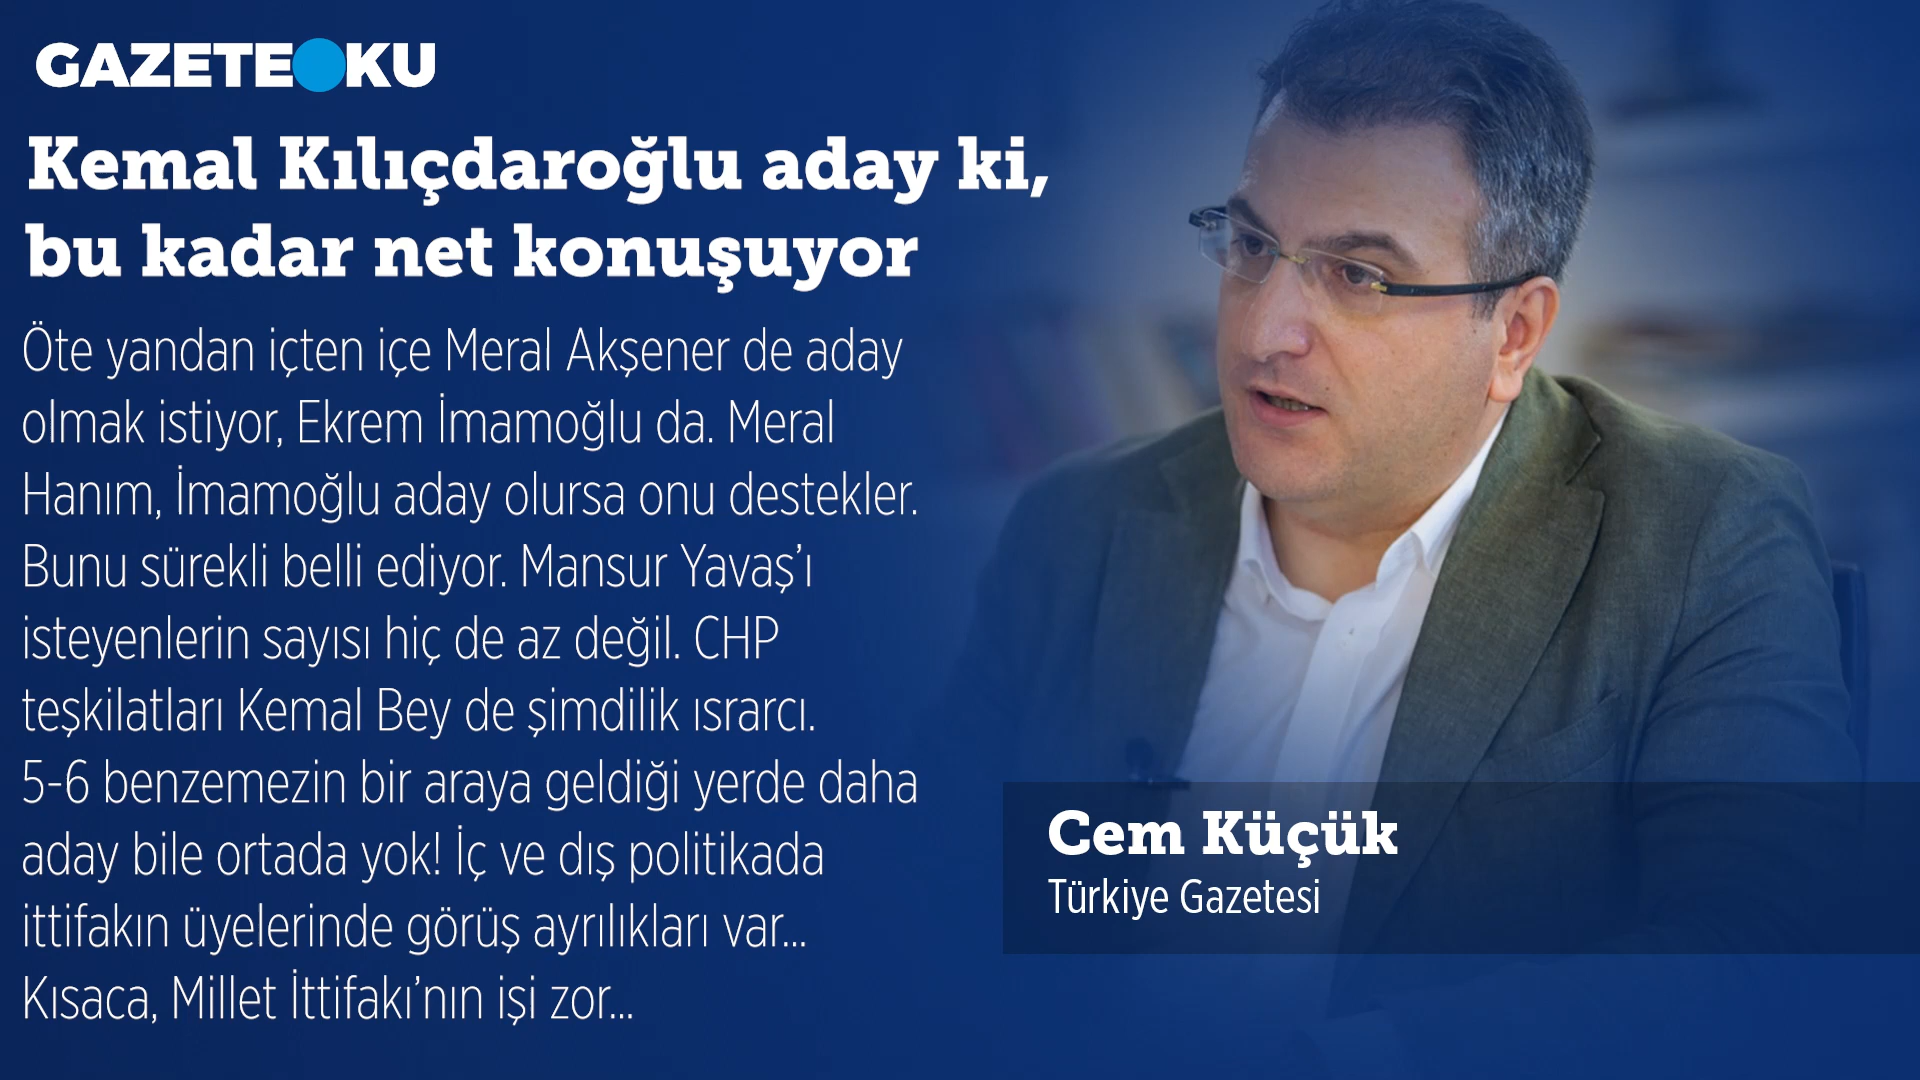 GAZETE OKU
Kemal Kılıçdaroğlu aday ki,
bu kadar net konuşuyor
Öte yandan içten içe Meral Akşener de aday
olmak istiyor, Ekrem İmamoğlu da. Meral
Hanım, İmamoğlu aday olursa onu destekler.
Bunu sürekli belli ediyor. Mansur Yavaş’ı
isteyenlerin sayısı hiç de az değil. CHP
teşkilatları Kemal Bey de şimdilik ısrarcı.
5-6 benzemezin bir araya geldiği yerde daha
aday bile ortada yok! İç ve dış politikada
ittifakın üyelerinde görüş ayrılıkları var...
Kısaca, Millet İttifakı’nın işi zor...
Cem Küçük
Türkiye Gazetesi